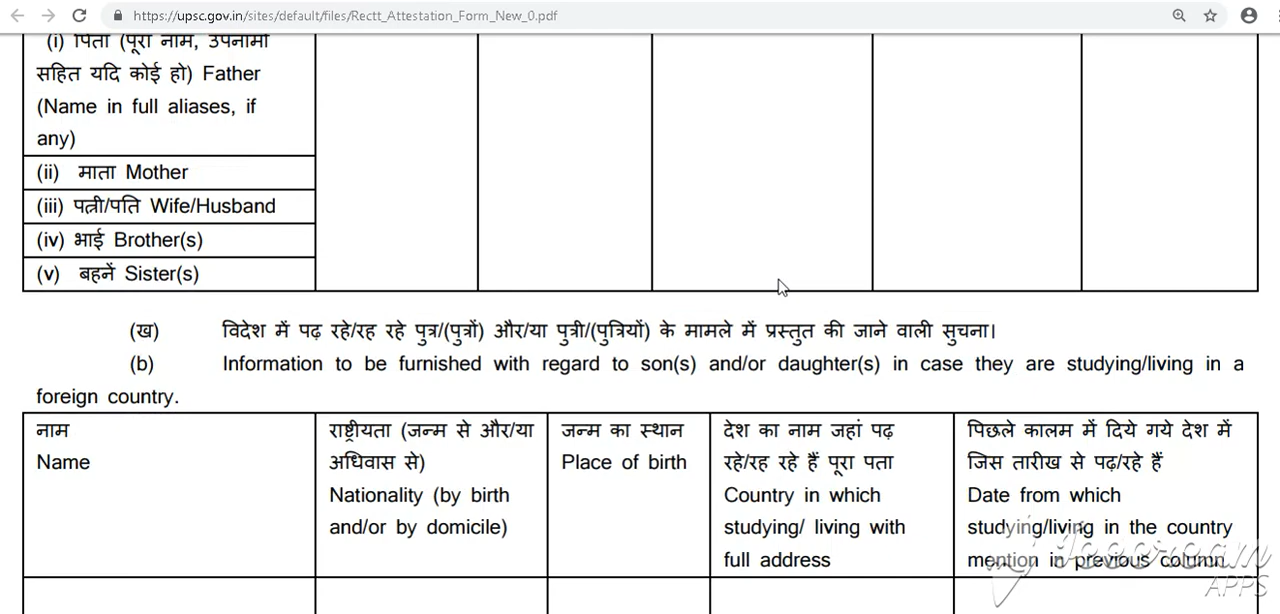 https://upsc.gov.in/sites/default/files/Rectt_Attestation_Form_New_0.pdf
(i) पिता (पूरा नाम, उपनामों
सहित यदि कोई हो) Father
(Name in full aliases, if
any)
(ii) माता Mother
(iii) पत्नी/पति Wife/Husband
(iv) भाई Brother(s)
(v) बहनें Sister(s)
(ख) विदेश में पढ़ रहे/रह रहे पुत्र/(पुत्रों) और/या पुत्री/(पुत्रियों) के मामले में प्रस्तुत की जाने वाली सुचना।
(b) Information to be furnished with regard to son(s) and/or daughter(s) in case they are studying/living in a
foreign country.
नाम
Name
राष्ट्रीयता (जन्म से और/या
अधिवास से)
Nationality (by birth
and/or by domicile)
जन्म का स्थान
Place of birth
देश का नाम जहां पढ़
रहे/रह रहे हैं पूरा पता
Country in which
studying/ living with
full address
पिछले कालम में दिये गये देश में
जिस तारीख से पढ़/रहे हैं
Date from which
studying/living in the country
mention in previous column
APPS